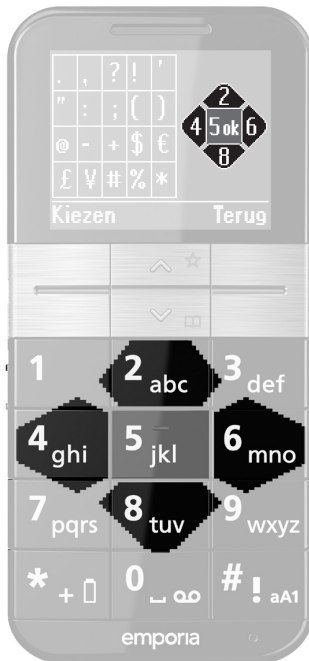 . , ? ! '
" : ; ( )
@ - + $ €
£ ¥ # % *
2
4 5ok 6
8
Kiezen Terug
1 2 abc 3 def
4 ghi 5 jkl 6 mno
7 pqrs 8 tuv 9 wxyz
* + 0 # ! aA1
emporia